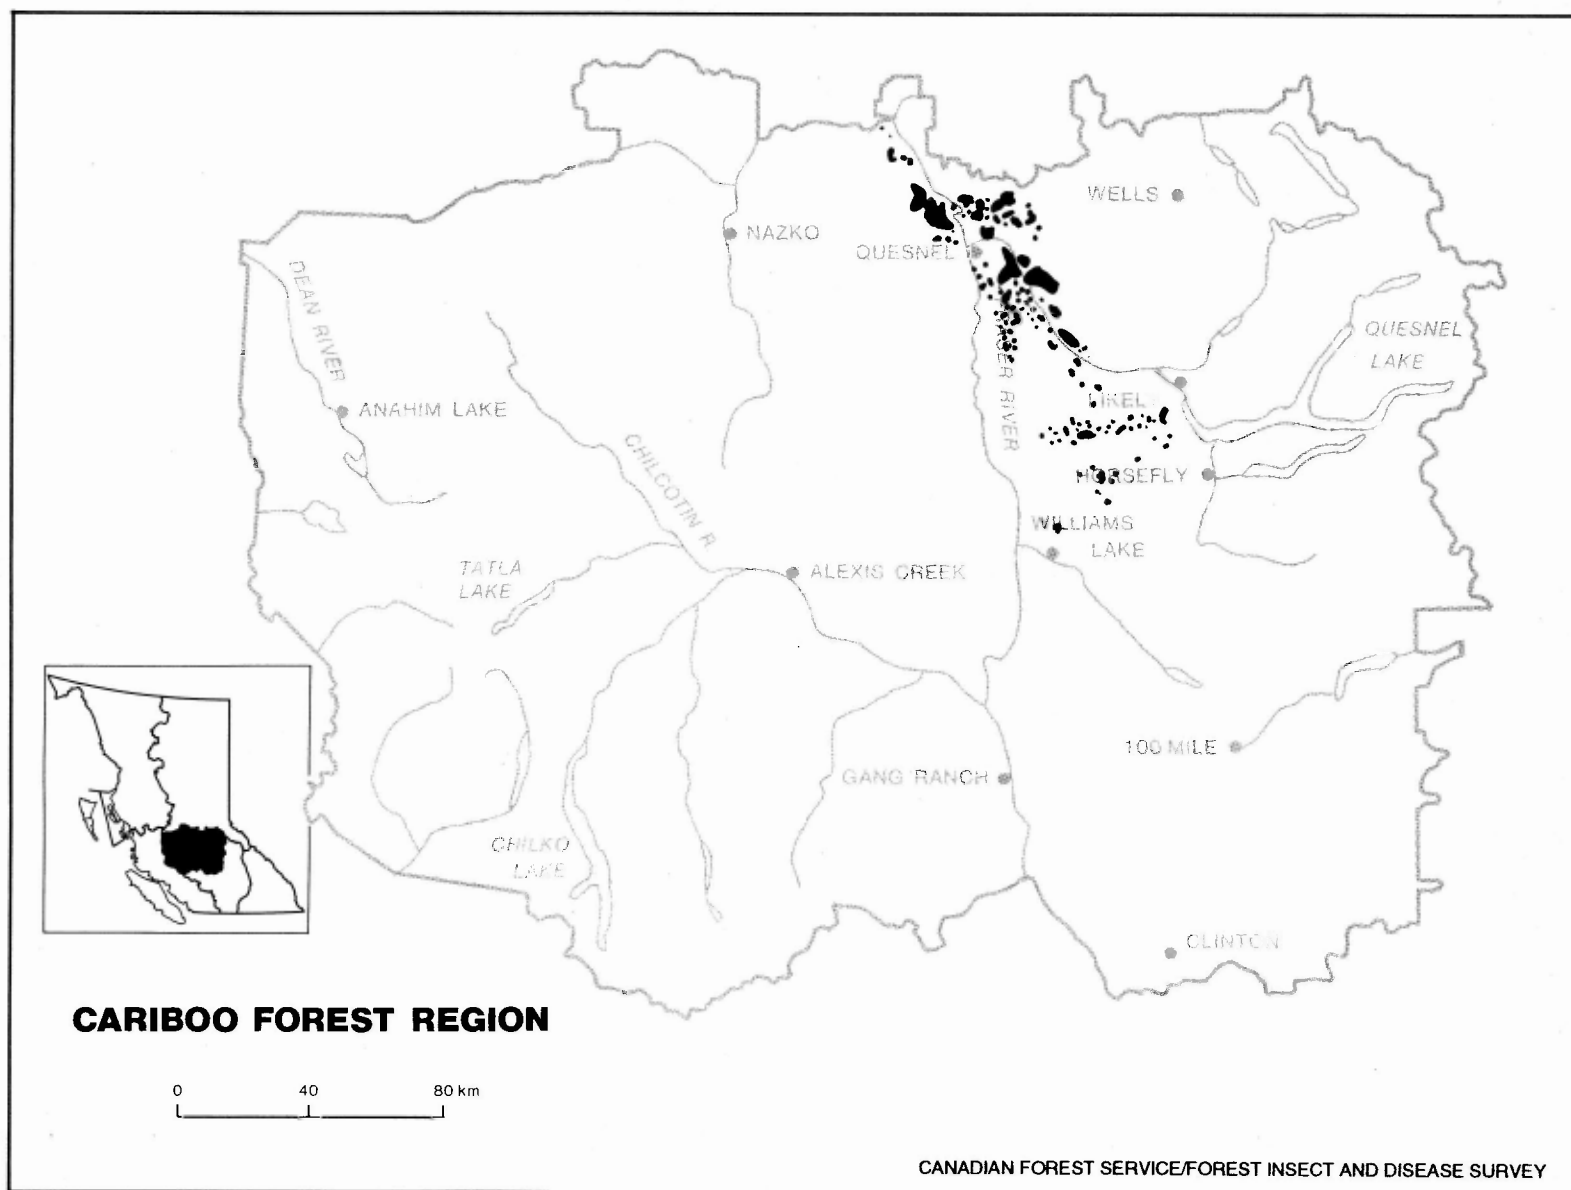 WELLS
NAZKO
QUESNEL
DEAN RIVER
QUESNEL
LAKE
RIVER
ANAHIM LAKE
CHILCOTIN R.
HORSEFLY
WILLIAMS
LAKE
TATLA
LAKE
ALEXIS CREEK
100 MILE
GANG RANCH
CHILKO
LAKE
CLINTON
CARIBOO FOREST REGION
0 40 80 km
CANADIAN FOREST SERVICE/FOREST INSECT AND DISEASE SURVEY